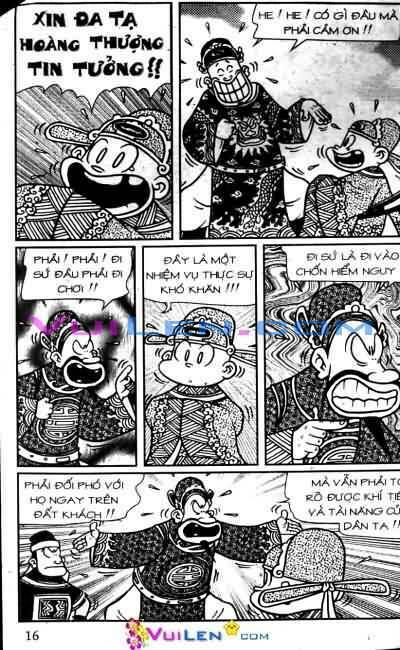 XIN ĐA TẠ
HOÀNG THƯỢNG
TIN TƯỞNG!!
HE! HE! CÓ GÌ ĐÂU MÀ
PHẢI CẢM ƠN!!
PHẢI! PHẢI! ĐI
SỨ ĐÂU PHẢI ĐI
CHƠI!!
ĐÂY LÀ MỘT
NHIỆM VỤ THỰC SỰ
KHÓ KHĂN!!!
ĐI SỨ LÀ ĐI VÀO
CHỐN HIỂM NGUY
VuiLen.com
PHẢI ĐỐI PHÓ VỚI
HỌ NGAY TRÊN
ĐẤT KHÁCH!!
MÀ VẪN PHẢI
RÕ ĐƯỢC KHÍ
VÀ TÀI NĂNG
DÂN TA!!
16
VuiLen.com